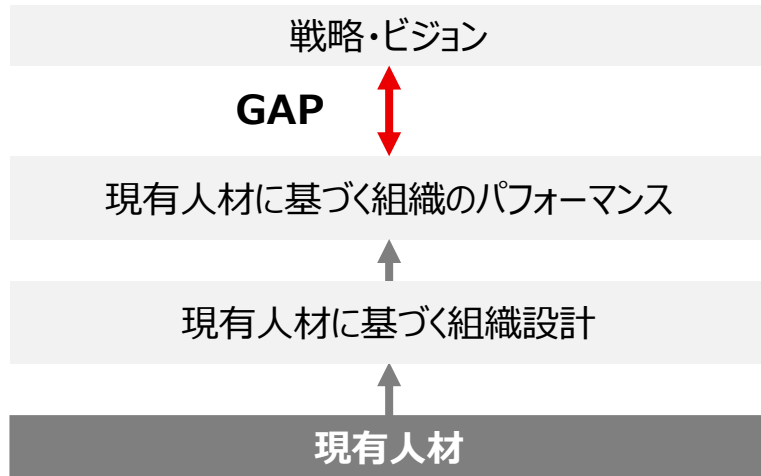 戦略・ビジョン
GAP
現有人材に基づく組織のパフォーマンス
現有人材に基づく組織設計
現有人材